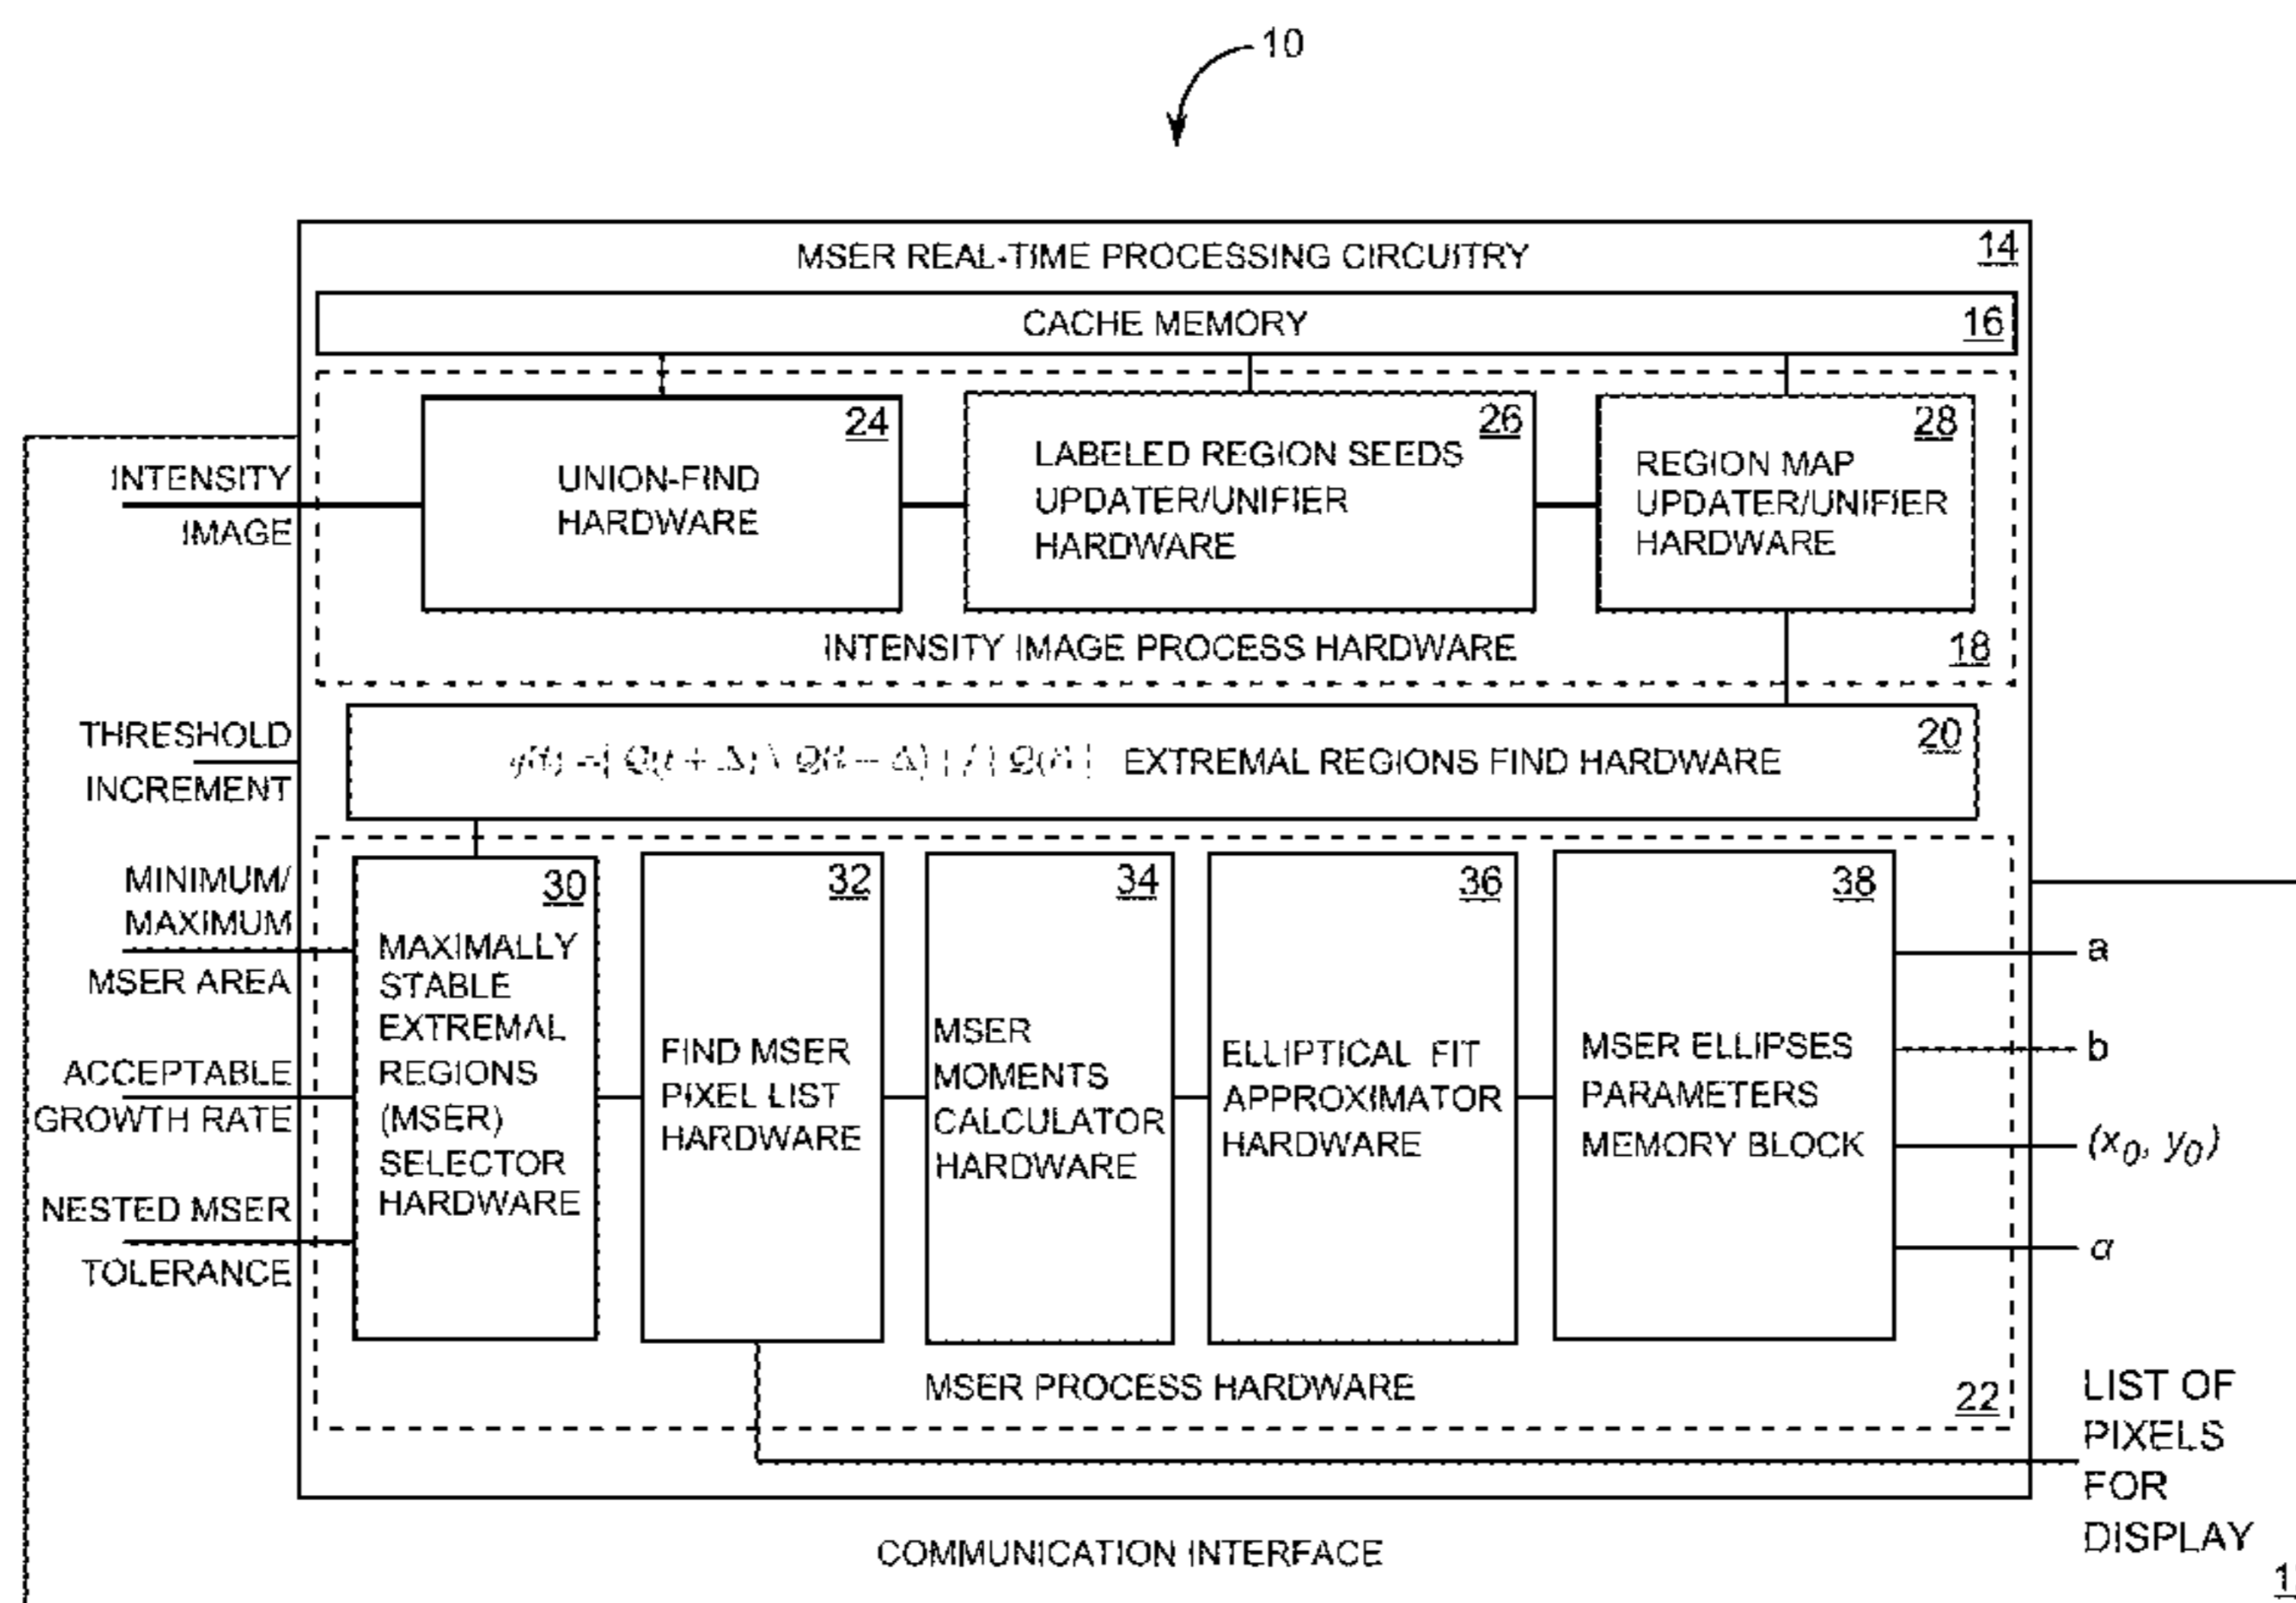 10
MSER REAL-TIME PROCESSING CIRCUITRY
14
CACHE MEMORY
16
24
UNION-FIND
HARDWARE
26
LABELED REGION SEEDS
UPDATER/UNIFIER
HARDWARE
28
REGION MAP
UPDATER/UNIFIER
HARDWARE
INTENSITY
IMAGE
INTENSITY IMAGE PROCESS HARDWARE
18
THRESHOLD
INCREMENT
EXTREMAL REGIONS FIND HARDWARE
20
MINIMUM/
MAXIMUM
MSER AREA
ACCEPTABLE
GROWTH RATE
NESTED MSER
TOLERANCE
30
MAXIMALLY
STABLE
EXTREMAL
REGIONS
(MSER)
SELECTOR
HARDWARE
32
FIND MSER
PIXEL LIST
HARDWARE
34
MSER
MOMENTS
CALCULATOR
HARDWARE
36
ELLIPTICAL FIT
APPROXIMATOR
HARDWARE
38
MSER ELLIPSES
PARAMETERS
MEMORY BLOCK
a
b
(x0, y0)
α
MSER PROCESS HARDWARE
22
LIST OF
PIXELS
FOR
DISPLAY
COMMUNICATION INTERFACE